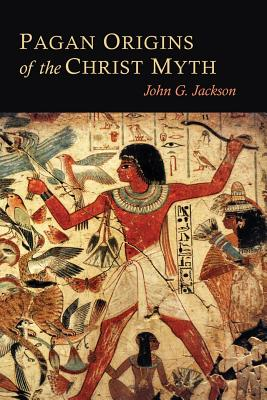 PAGAN ORIGINS
of the CHRIST MYTH
John G. Jackson